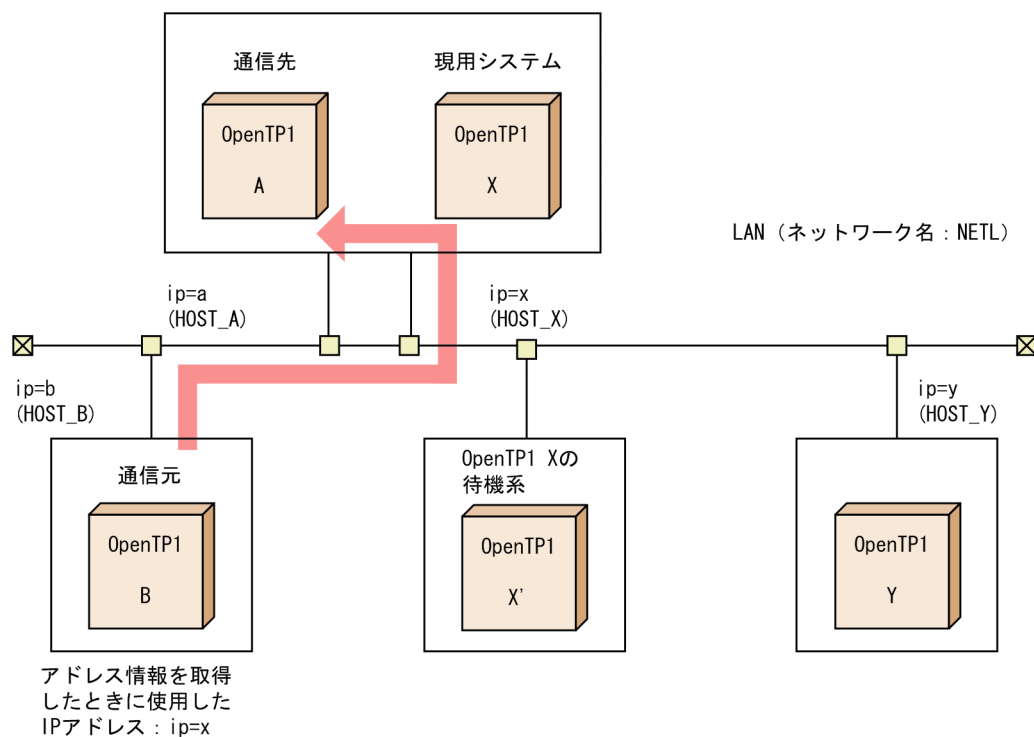 通信先
現用システム
OpenTP1
A
OpenTP1
X
LAN（ネットワーク名：NETL）
ip=a
(HOST_A)
ip=x
(HOST_X)
ip=b
(HOST_B)
ip=y
(HOST_Y)
通信元
OpenTP1
B
OpenTP1 Xの
待機系
OpenTP1
X'
OpenTP1
Y
アドレス情報を取得
したときに使用した
IPアドレス：ip=x